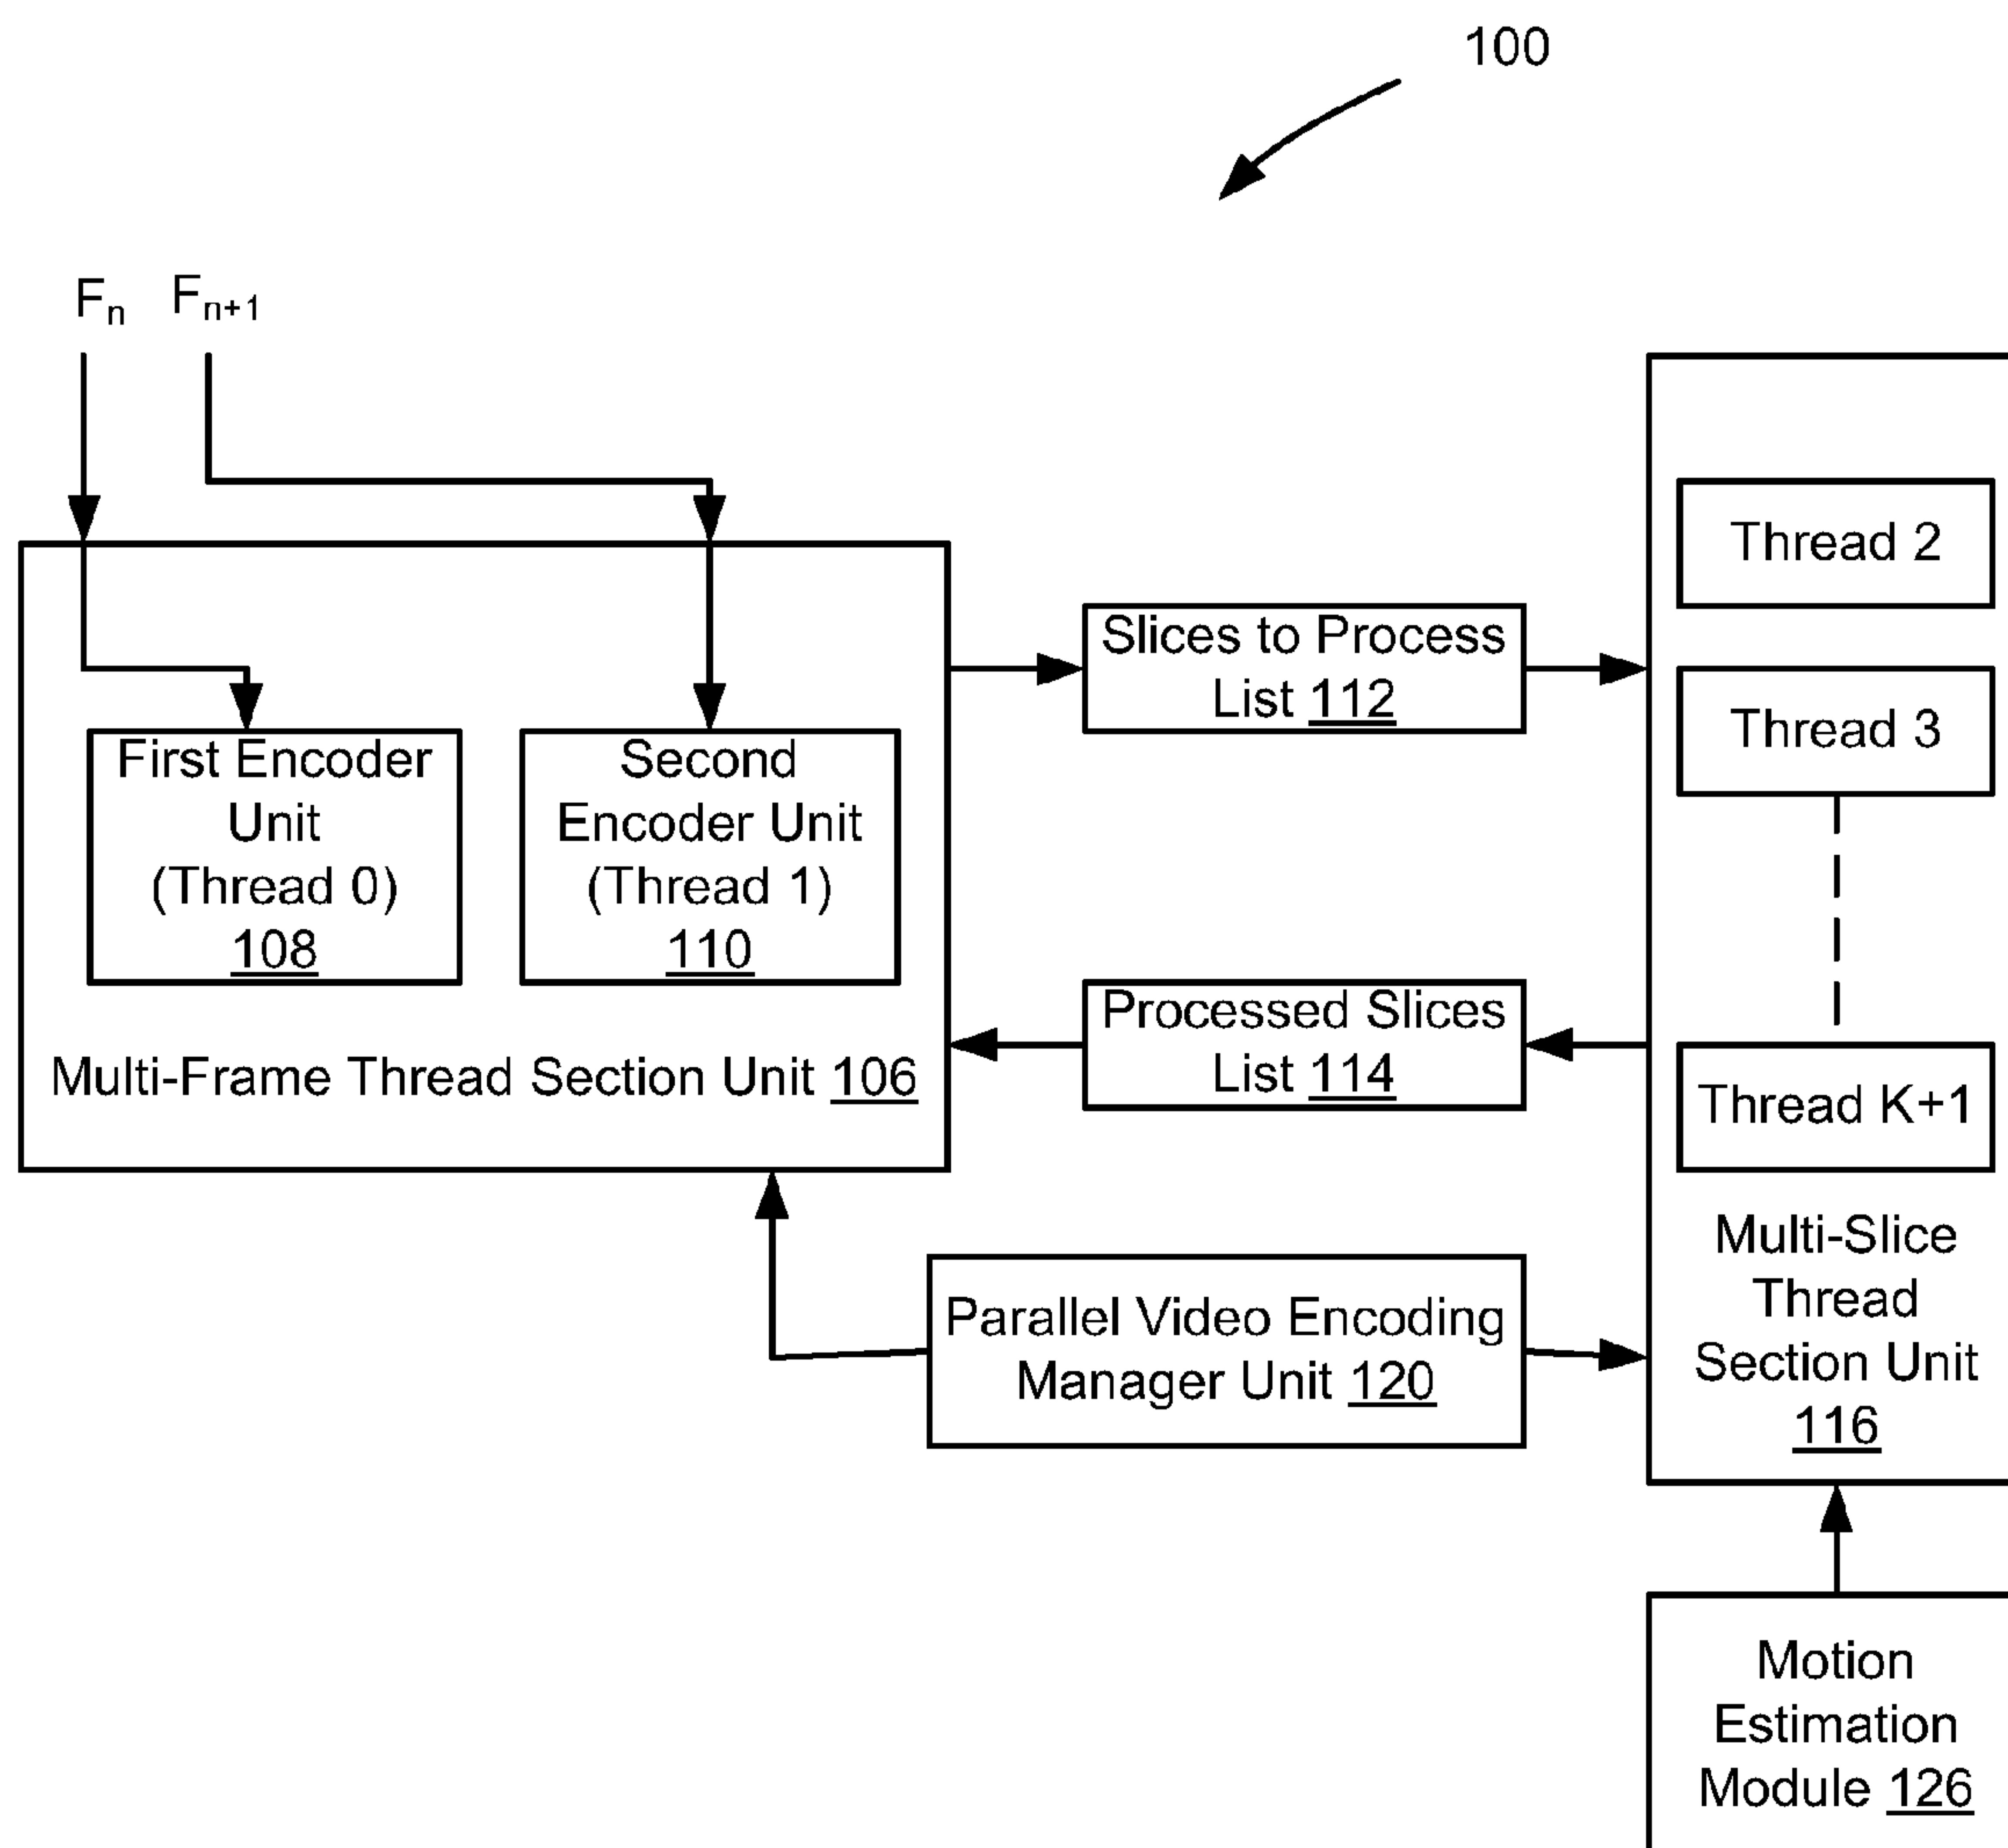 100
Fn Fn+1
First Encoder
Unit
(Thread 0)
108
Second
Encoder Unit
(Thread 1)
110
Multi-Frame Thread Section Unit 106
Slices to Process
List 112
Processed Slices
List 114
Parallel Video Encoding
Manager Unit 120
Thread 2
Thread 3
Thread K+1
Multi-Slice
Thread
Section Unit
116
Motion
Estimation
Module 126